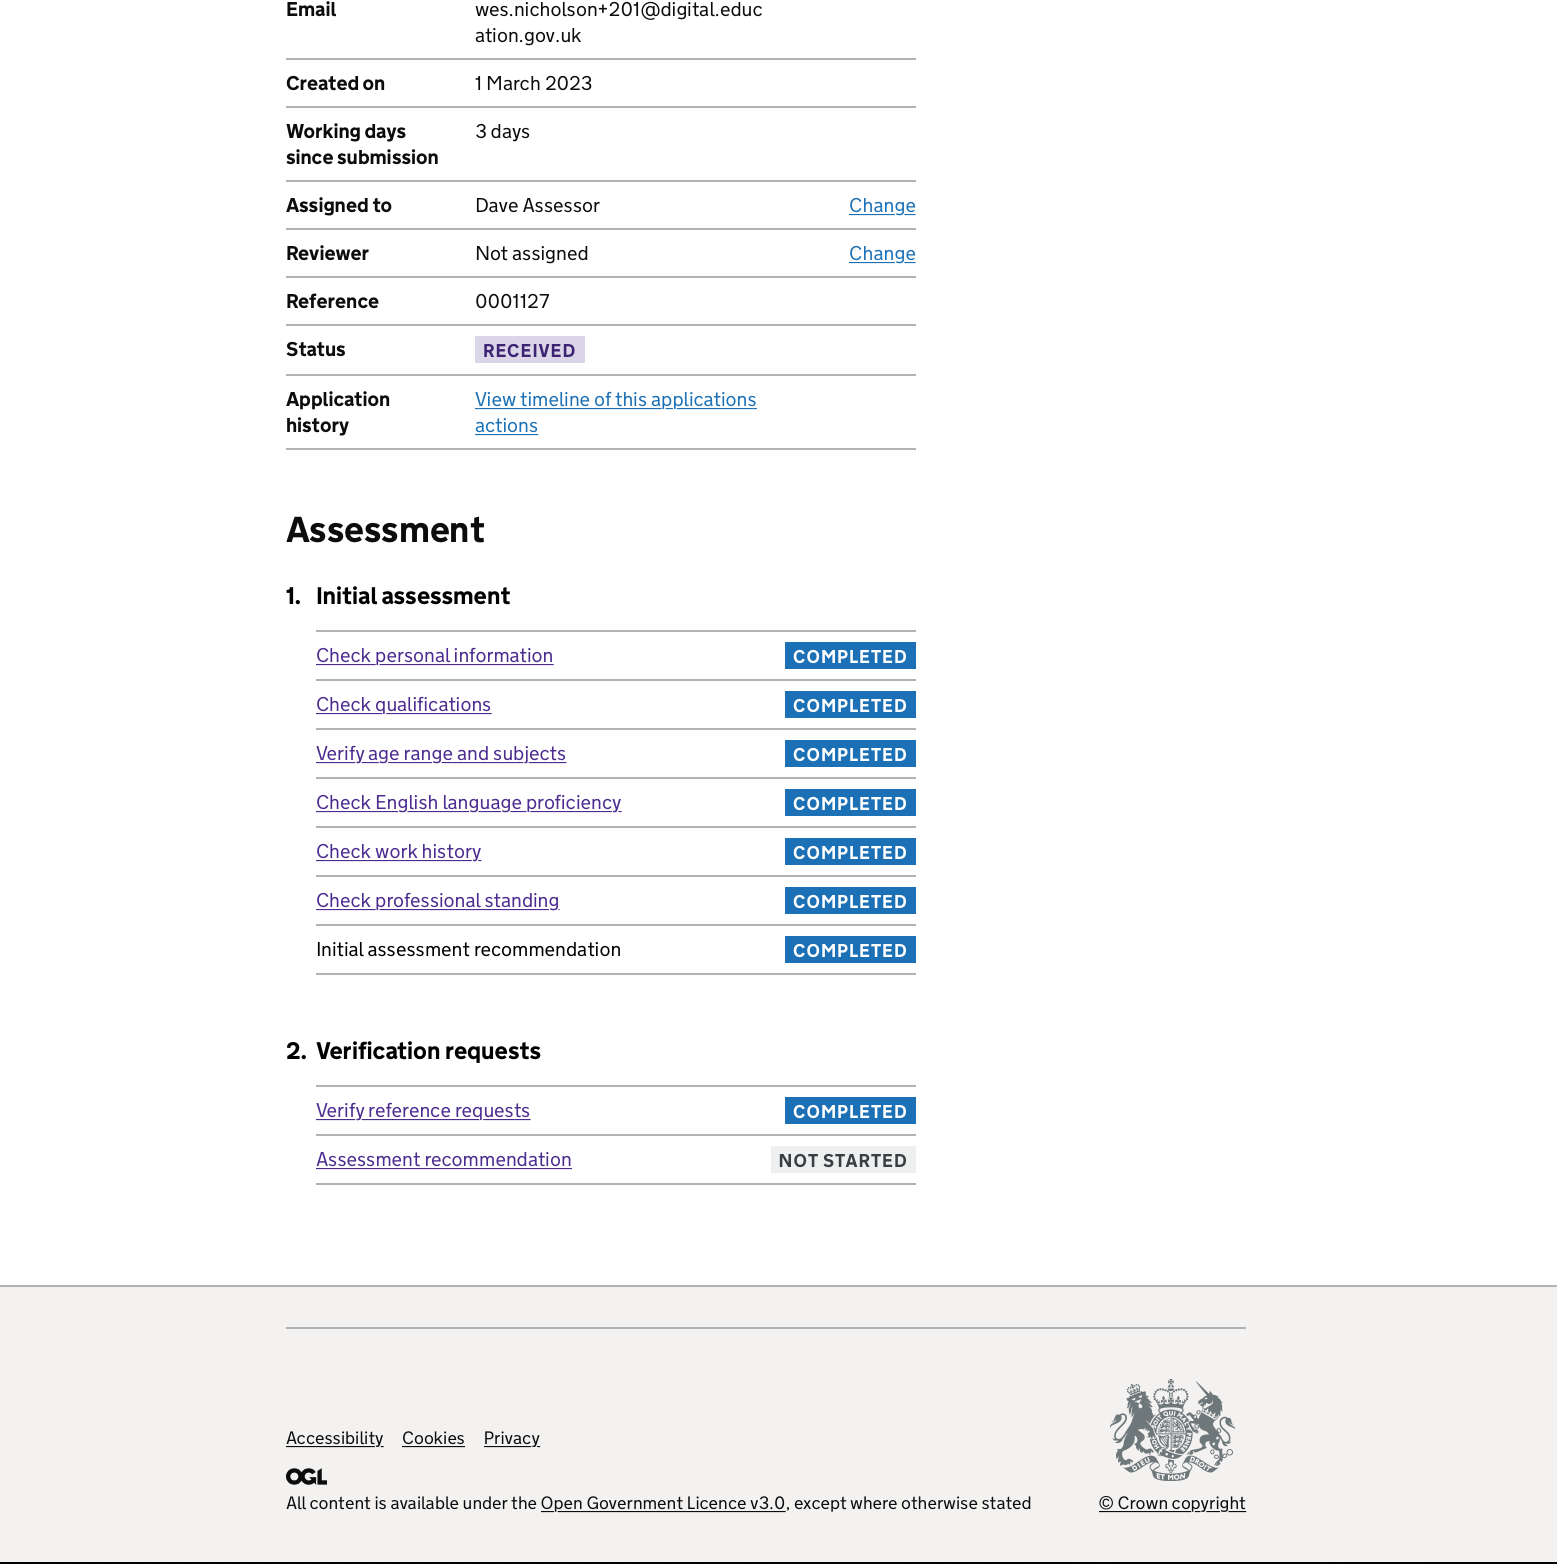 Email wes.nicholson+201@digital.educ
ation.gov.uk
Created on 1 March 2023
Working days 3 days
since submission
Assigned to Dave Assessor Change
Reviewer Not assigned Change
Reference 0001127
Status RECEIVED
Application View timeline of this applications
history actions
Assessment
1. Initial assessment
Check personal information COMPLETED
Check qualifications COMPLETED
Verify age range and subjects COMPLETED
Check English language proficiency COMPLETED
Check work history COMPLETED
Check professional standing COMPLETED
Initial assessment recommendation COMPLETED
2. Verification requests
Verify reference requests COMPLETED
Assessment recommendation NOT STARTED
Accessibility Cookies Privacy
OGL
DIEU ET MON DROIT
All content is available under the Open Government Licence v3.0, except where otherwise stated © Crown copyright